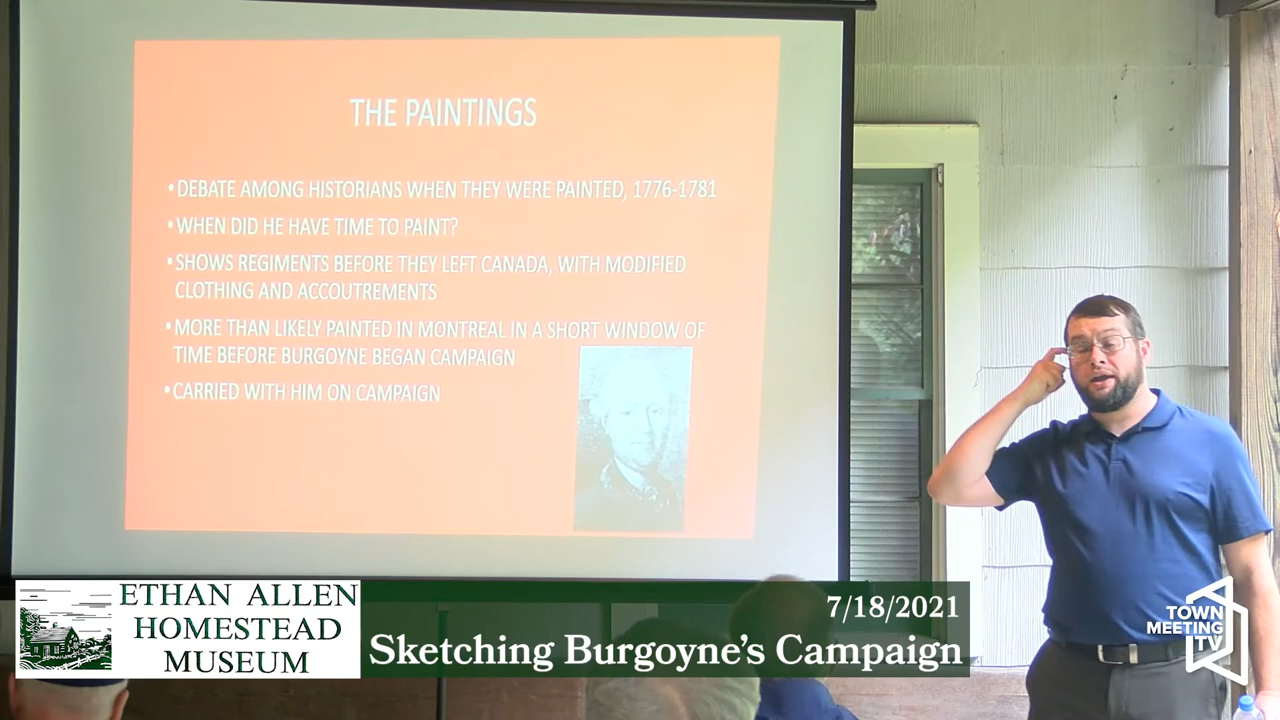 THE PAINTINGS
• DEBATE AMONG HISTORIANS WHEN THEY WERE PAINTED, 1776-1781
• WHEN DID HE HAVE TIME TO PAINT?
• SHOWS REGIMENTS BEFORE THEY LEFT CANADA, WITH MODIFIED
CLOTHING AND ACCOUTREMENTS
• MORE THAN LIKELY PAINTED IN MONTREAL IN A SHORT WINDOW OF
TIME BEFORE BURGOYNE BEGAN CAMPAIGN
• CARRIED WITH HIM ON CAMPAIGN
ETHAN ALLEN
HOMESTEAD
MUSEUM
7/18/2021
Sketching Burgoyne's Campaign
TOWN
MEETING
TV